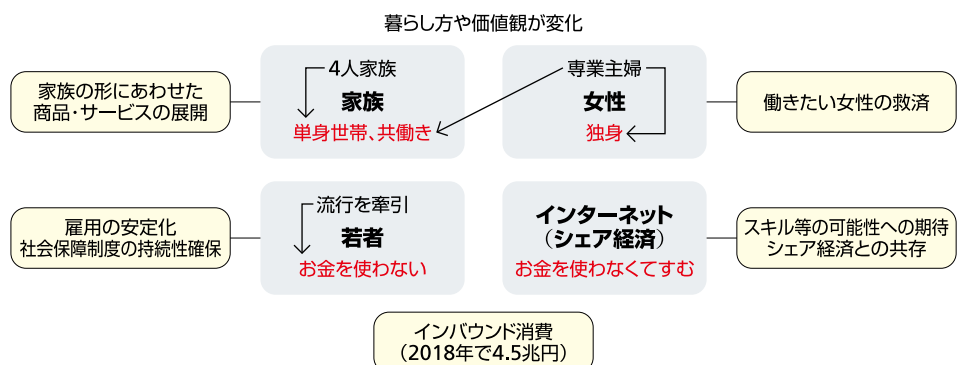 暮らし方や価値観が変化
家族の形にあわせた
商品・サービスの展開
4人家族
家族
単身世帯、共働き
専業主婦
女性
独身
働きたい女性の救済
雇用の安定化
社会保障制度の持続性確保
流行を牽引
若者
お金を使わない
インターネット
（シェア経済）
お金を使わなくてすむ
スキル等の可能性への期待
シェア経済との共存
インバウンド消費
（2018年で4.5兆円）